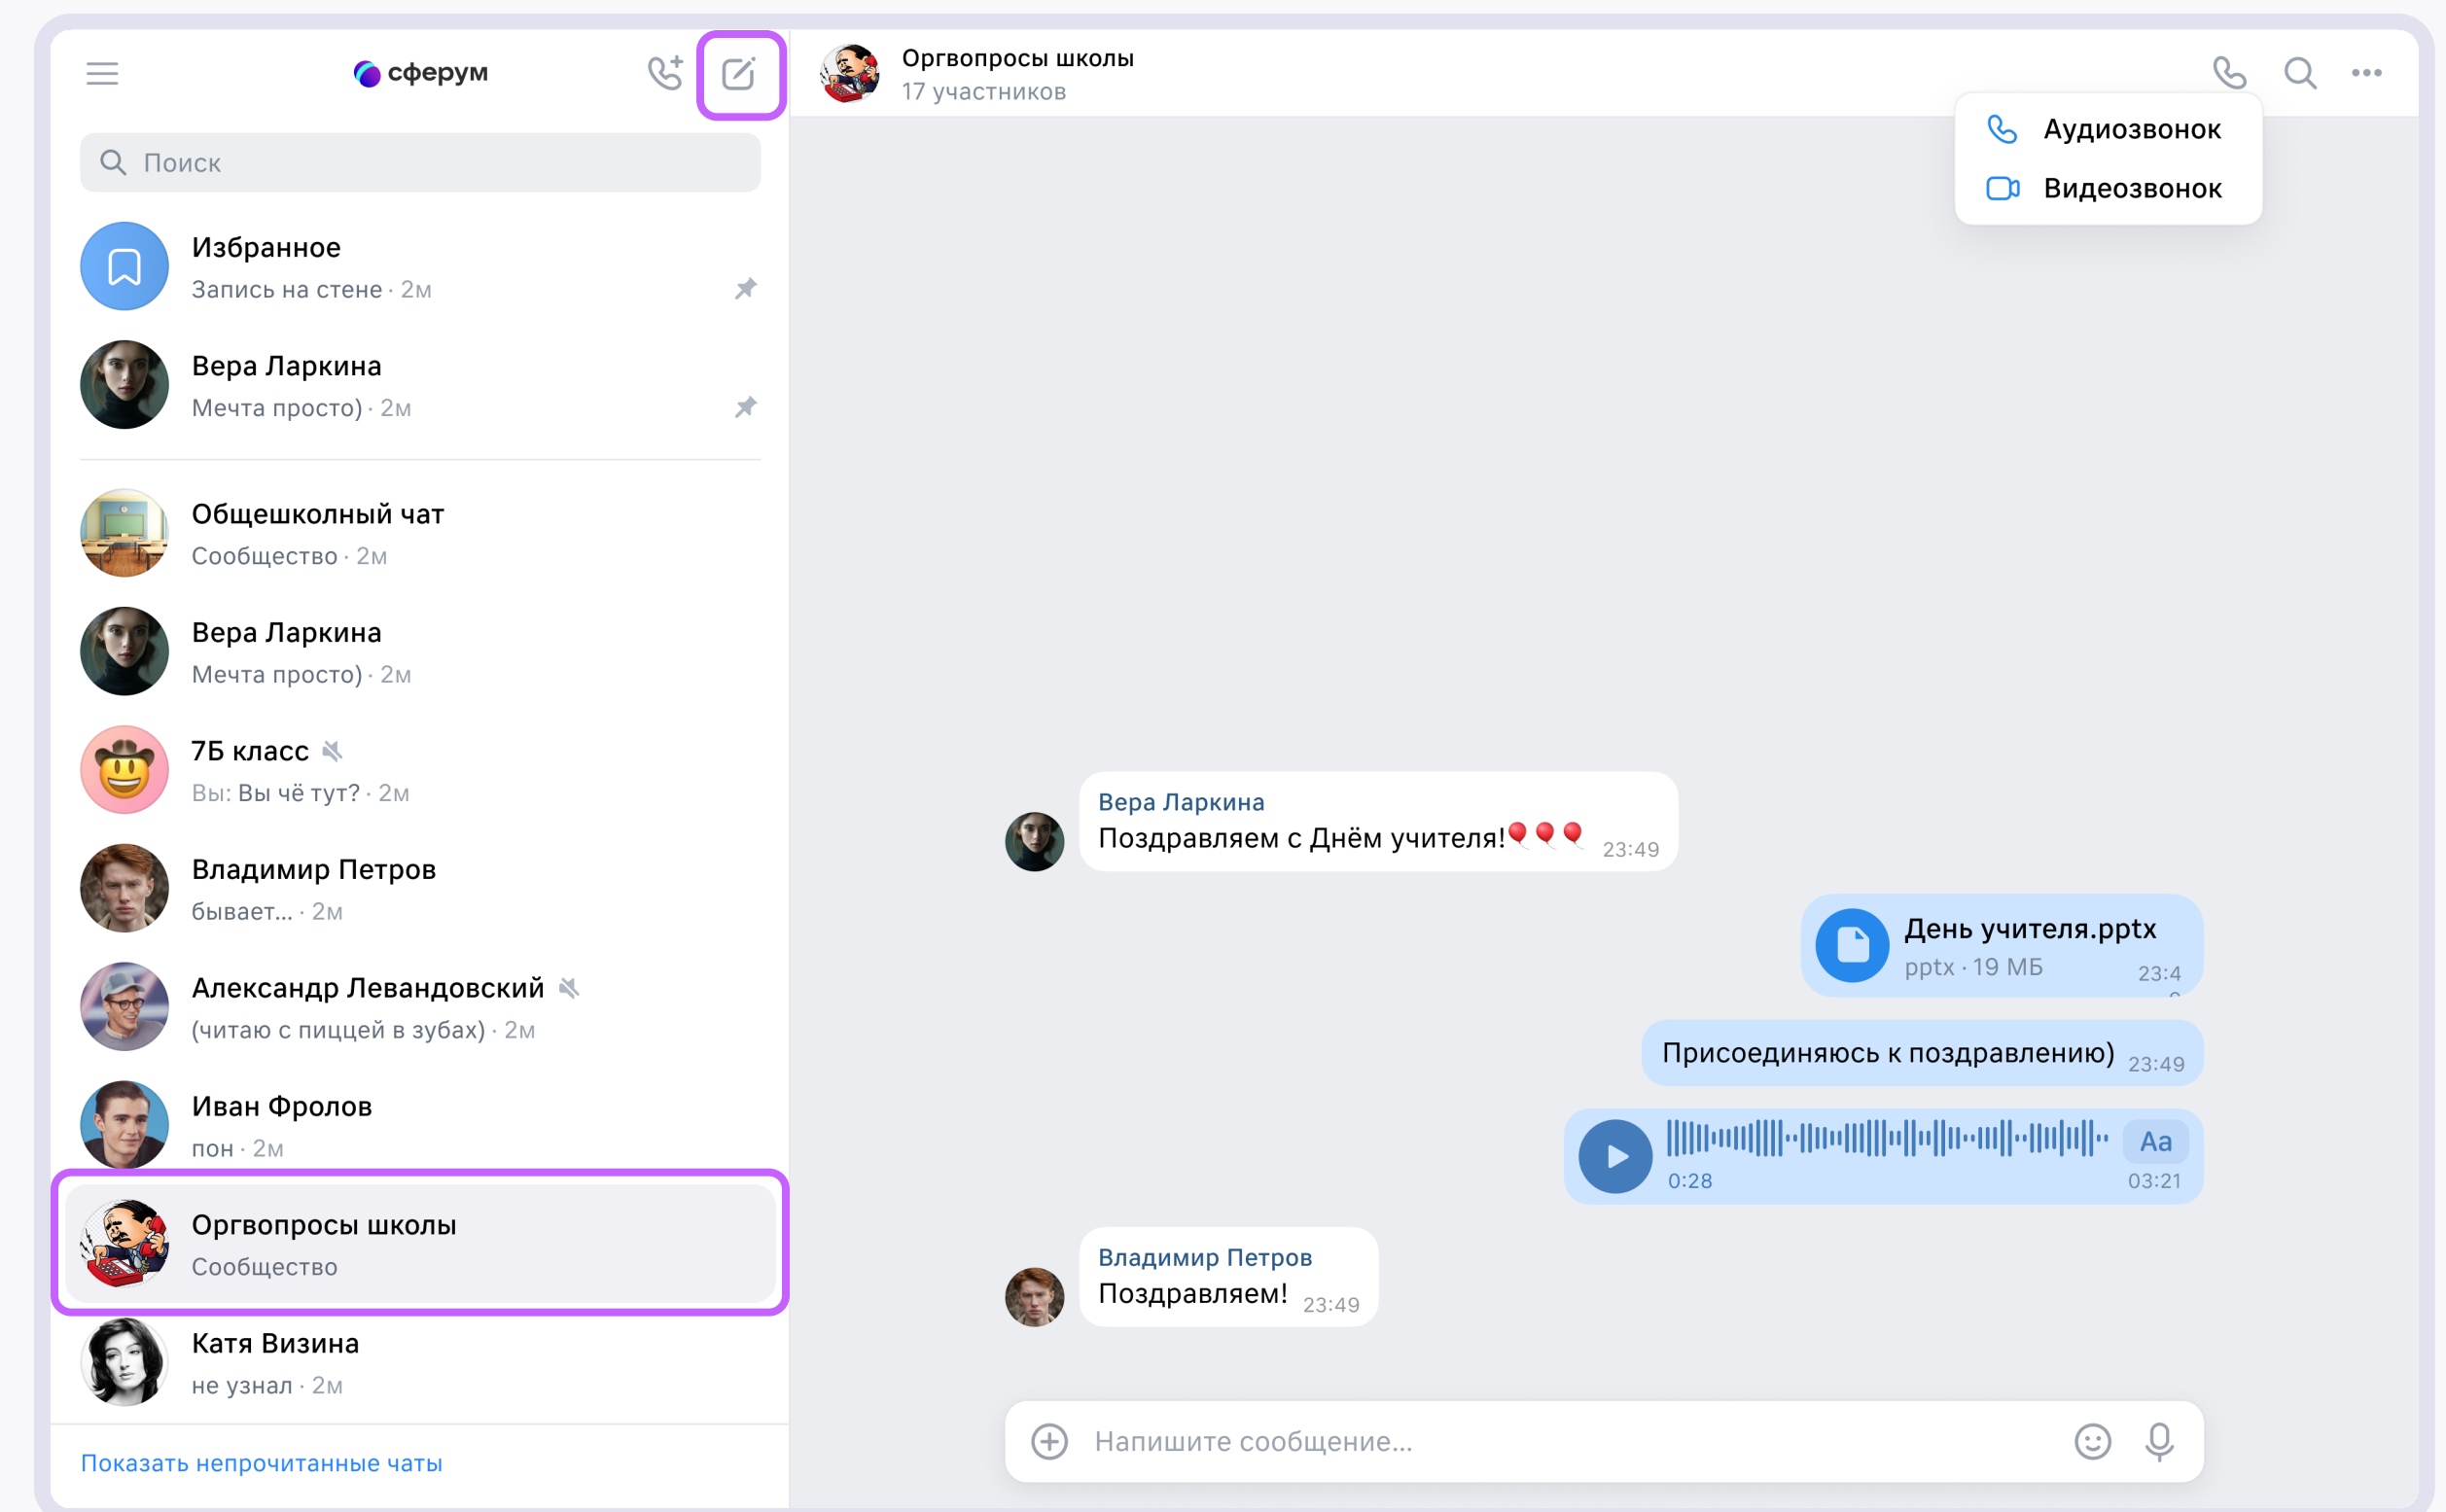 сферум
Поиск
Избранное
Запись на стене · 2м
Вера Ларкина
Мечта просто) · 2м
Общешколный чат
Сообщество · 2м
Вера Ларкина
Мечта просто) · 2м
7Б класс
Вы: Вы чё тут? · 2м
Владимир Петров
бывает... · 2м
Александр Левандовский
(читаю с пиццей в зубах) · 2м
Иван Фролов
пон · 2м
Оргвопросы школы
Сообщество
Катя Визина
не узнал · 2м
Показать непрочитанные чаты
Оргвопросы школы
17 участников
Аудиозвонок
Видеозвонок
Вера Ларкина
Поздравляем с Днём учителя!🎈🎈🎈 23:49
День учителя.pptx
pptx · 19 МБ 23:4
Присоединяюсь к поздравлению) 23:49
Aa
0:28 03:21
Владимир Петров
Поздравляем! 23:49
Напишите сообщение...